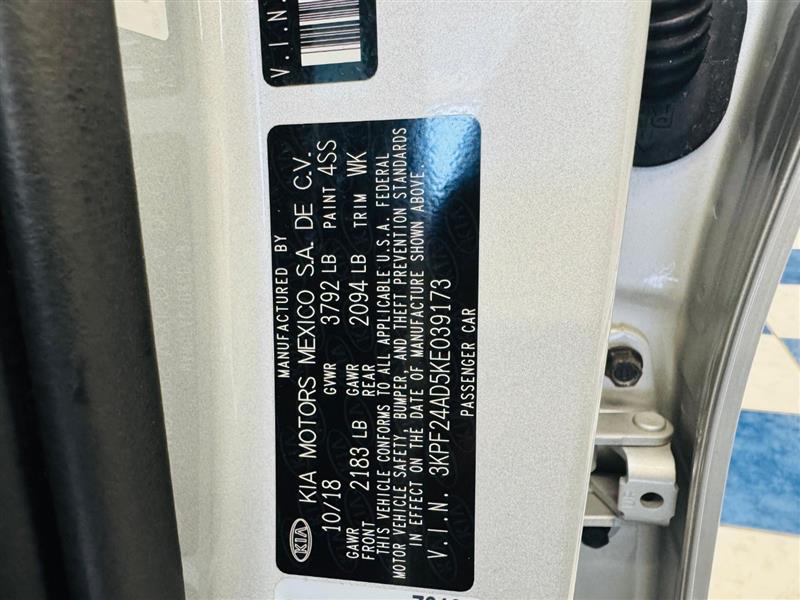 V.I.N.
MANUFACTURED BY
KIA KIA MOTORS MEXICO S.A. DE C.V.
10/18 GVWR 3792 LB PAINT 4SS
GAWR FRONT 2183 LB GAWR REAR 2094 LB TRIM WK
THIS VEHICLE CONFORMS TO ALL APPLICABLE U.S.A. FEDERAL
MOTOR VEHICLE SAFETY, BUMPER, AND THEFT PREVENTION STANDARDS
IN EFFECT ON THE DATE OF MANUFACTURE SHOWN ABOVE.
V.I.N. 3KPF24AD5KE039173
PASSENGER CAR